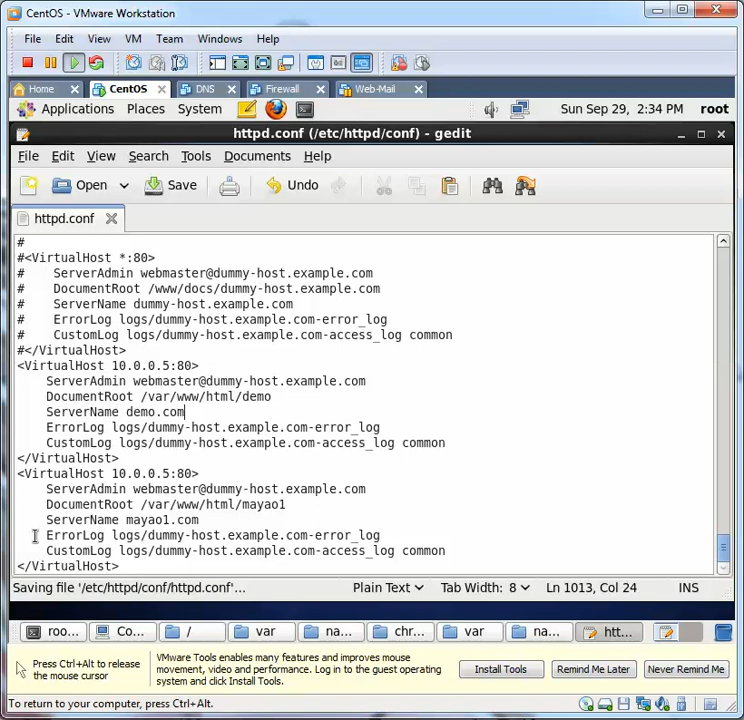 CentOS - VMware Workstation
File Edit View VM Team Windows Help
Home CentOS DNS Firewall Web-Mail
Applications Places System Sun Sep 29, 2:34 PM root
httpd.conf (/etc/httpd/conf) - gedit
File Edit View Search Tools Documents Help
Open Save Undo
httpd.conf
#
#<VirtualHost *:80>
#    ServerAdmin webmaster@dummy-host.example.com
#    DocumentRoot /www/docs/dummy-host.example.com
#    ServerName dummy-host.example.com
#    ErrorLog logs/dummy-host.example.com-error_log
#    CustomLog logs/dummy-host.example.com-access_log common
#</VirtualHost>
<VirtualHost 10.0.0.5:80>
    ServerAdmin webmaster@dummy-host.example.com
    DocumentRoot /var/www/html/demo
    ServerName demo.com
    ErrorLog logs/dummy-host.example.com-error_log
    CustomLog logs/dummy-host.example.com-access_log common
</VirtualHost>
<VirtualHost 10.0.0.5:80>
    ServerAdmin webmaster@dummy-host.example.com
    DocumentRoot /var/www/html/mayao1
    ServerName mayao1.com
    ErrorLog logs/dummy-host.example.com-error_log
    CustomLog logs/dummy-host.example.com-access_log common
</VirtualHost>
Saving file '/etc/httpd/conf/httpd.conf'... Plain Text Tab Width: 8 Ln 1013, Col 24 INS
roo... Co... / var na... chr... var na... htt...
Press Ctrl+Alt to release
the mouse cursor
VMware Tools enables many features and improves mouse
movement, video and performance. Log in to the guest operating
system and click Install Tools.
Install Tools Remind Me Later Never Remind Me
To return to your computer, press Ctrl+Alt.